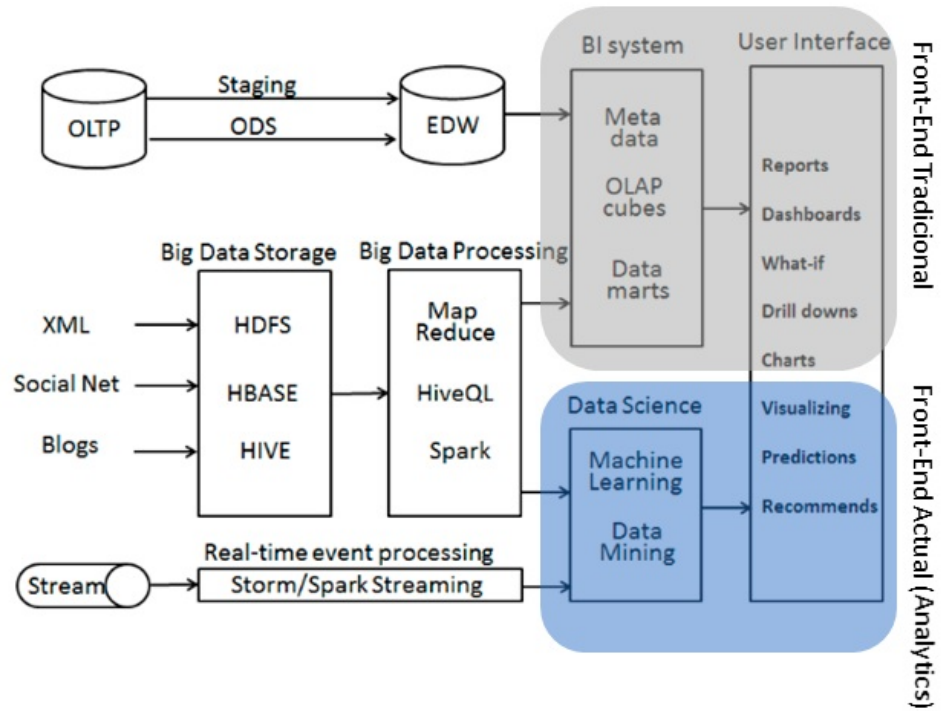 BI system
User Interface
Staging
OLTP
ODS
EDW
Meta
data
OLAP
cubes
Data
marts
Reports
Dashboards
What-if
Drill downs
Charts
Visualizing
Predictions
Recommends
Front-End Tradicional
Big Data Storage
Big Data Processing
XML
Social Net
Blogs
HDFS
HBASE
HIVE
Map
Reduce
HiveQL
Spark
Data Science
Machine
Learning
Data
Mining
Front-End Actual (Analytics)
Real-time event processing
Stream
Storm/Spark Streaming